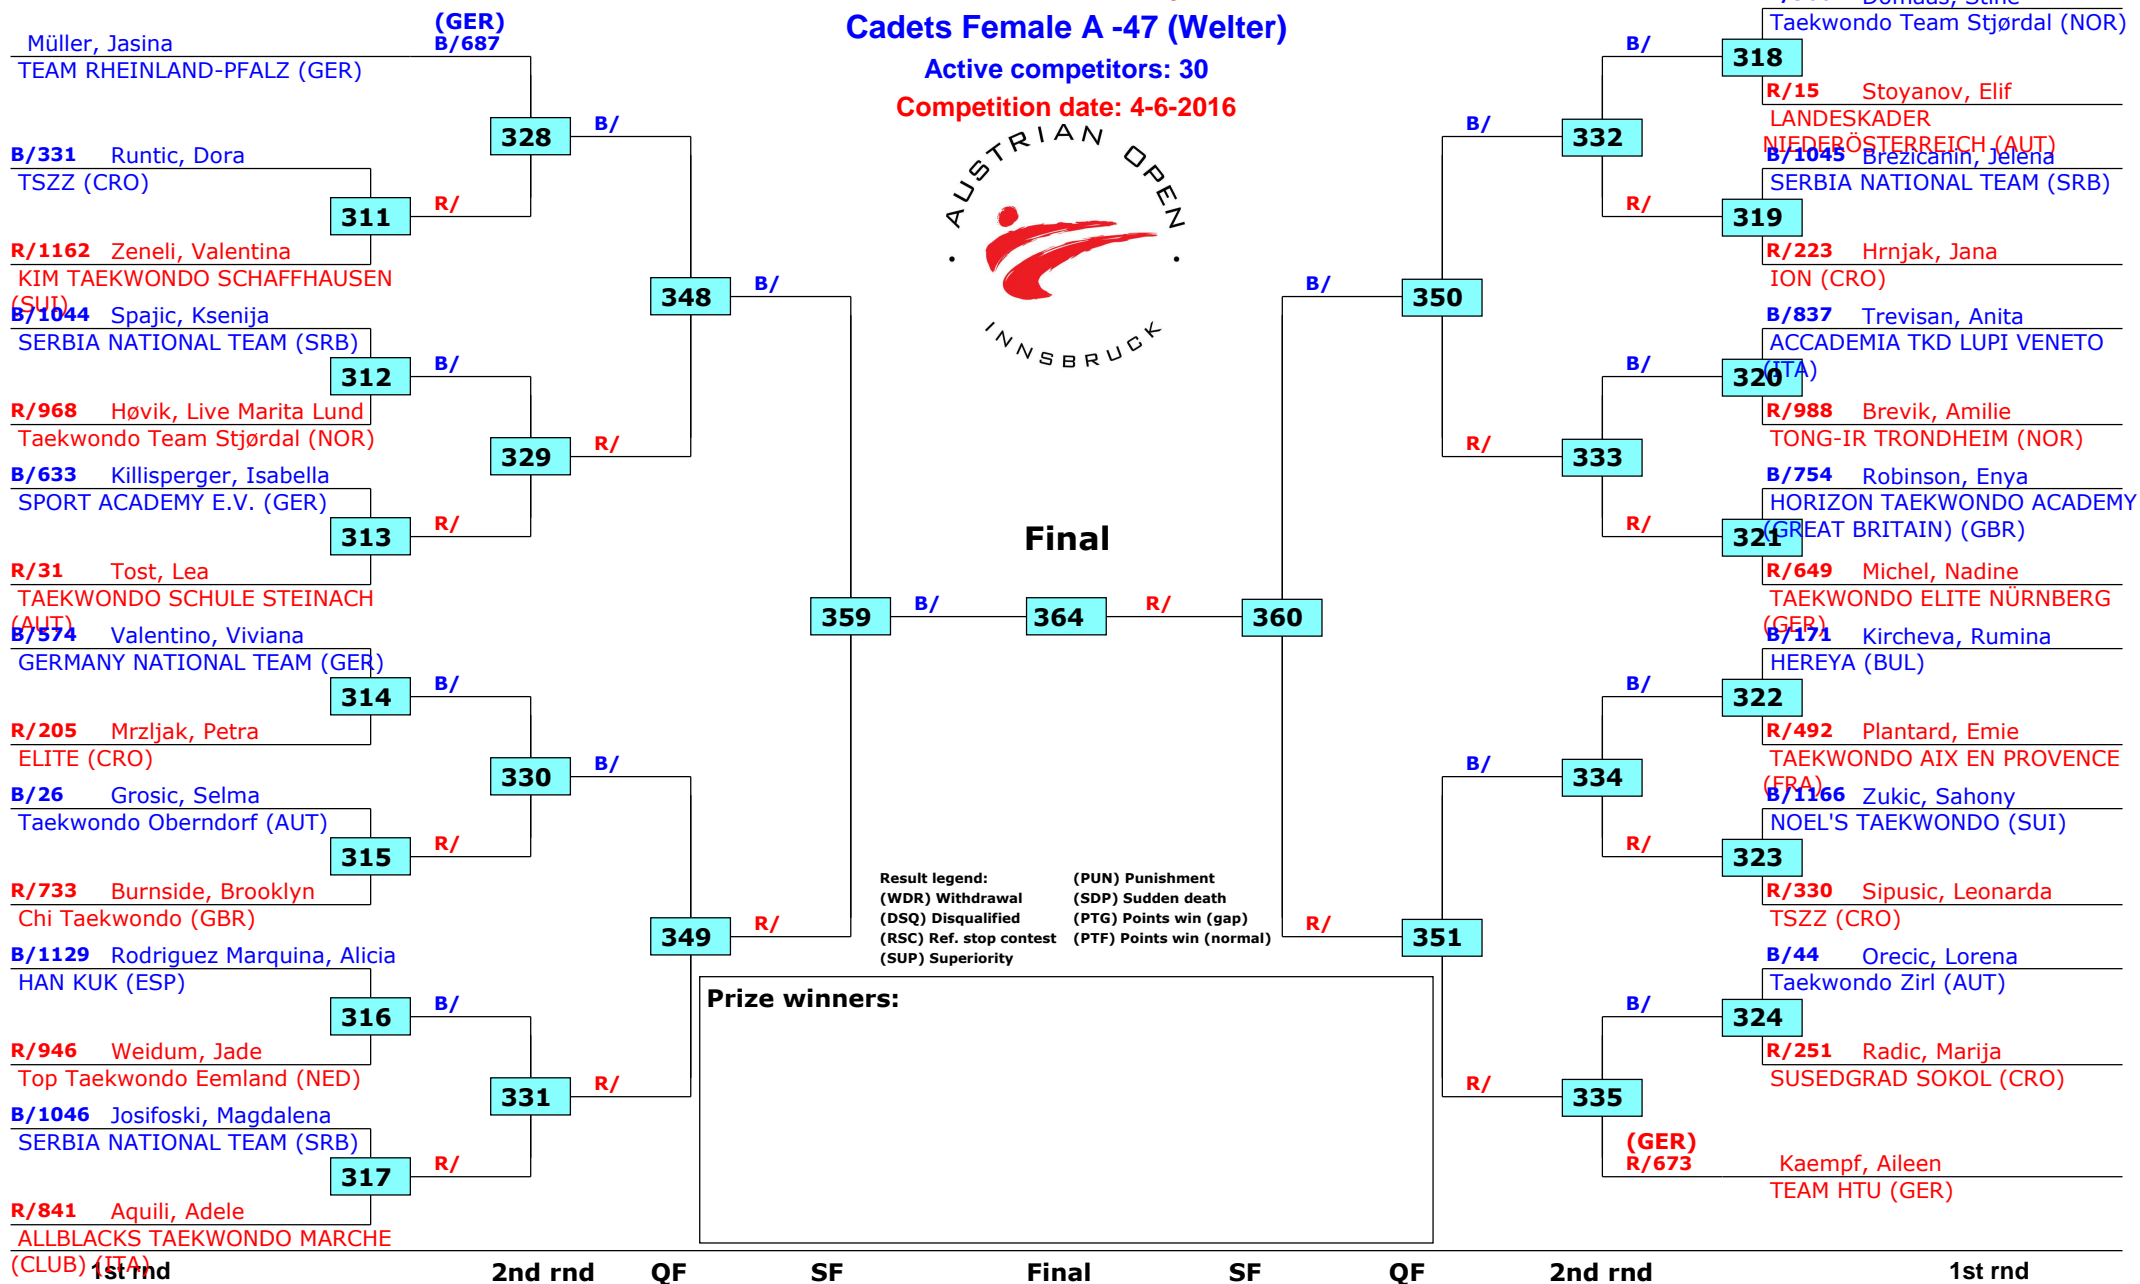 Cadets Female A -47 (Welter)
Active competitors: 30
Competition date: 4-6-2016
AUSTRIAN OPEN
INNSBRUCK
(GER)
Müller, Jasina
B/687
TEAM RHEINLAND-PFALZ (GER)
328
B/
B/331 Runtic, Dora
TSZZ (CRO)
311
R/
R/1162 Zeneli, Valentina
KIM TAEKWONDO SCHAFFHAUSEN
(SUI)
348
B/
B/1044 Spajic, Ksenija
SERBIA NATIONAL TEAM (SRB)
312
B/
R/968 Høvik, Live Marita Lund
Taekwondo Team Stjørdal (NOR)
329
R/
B/633 Killisperger, Isabella
SPORT ACADEMY E.V. (GER)
313
R/
R/31 Tost, Lea
TAEKWONDO SCHULE STEINACH
(AUT)
359
B/
B/574 Valentino, Viviana
GERMANY NATIONAL TEAM (GER)
314
B/
R/205 Mrzljak, Petra
ELITE (CRO)
330
B/
B/26 Grosic, Selma
Taekwondo Oberndorf (AUT)
315
R/
R/733 Burnside, Brooklyn
Chi Taekwondo (GBR)
349
R/
B/1129 Rodriguez Marquina, Alicia
HAN KUK (ESP)
316
B/
R/946 Weidum, Jade
Top Taekwondo Eemland (NED)
331
R/
B/1046 Josifoski, Magdalena
SERBIA NATIONAL TEAM (SRB)
317
R/
R/841 Aquili, Adele
ALLBLACKS TAEKWONDO MARCHE
(CLUB) (ITA)
Final
364
R/
360
Result legend:
(WDR) Withdrawal
(DSQ) Disqualified
(RSC) Ref. stop contest
(SUP) Superiority
(PUN) Punishment
(SDP) Sudden death
(PTG) Points win (gap)
(PTF) Points win (normal)
Prize winners:
Taekwondo Team Stjørdal (NOR)
B/
318
R/15 Stoyanov, Elif
LANDESKADER
NIEDERÖSTERREICH (AUT)
B/
332
B/1045 Brezicanin, Jelena
SERBIA NATIONAL TEAM (SRB)
R/
319
R/223 Hrnjak, Jana
ION (CRO)
B/
350
B/837 Trevisan, Anita
ACCADEMIA TKD LUPI VENETO
(ITA)
B/
320
R/988 Brevik, Amilie
TONG-IR TRONDHEIM (NOR)
R/
333
B/754 Robinson, Enya
HORIZON TAEKWONDO ACADEMY
(GREAT BRITAIN) (GBR)
R/
321
R/649 Michel, Nadine
TAEKWONDO ELITE NÜRNBERG
(GER)
B/171 Kircheva, Rumina
HEREYA (BUL)
B/
322
R/492 Plantard, Emie
TAEKWONDO AIX EN PROVENCE
(FRA)
B/
334
B/1166 Zukic, Sahony
NOEL'S TAEKWONDO (SUI)
R/
323
R/330 Sipusic, Leonarda
TSZZ (CRO)
R/
351
B/44 Orecic, Lorena
Taekwondo Zirl (AUT)
B/
324
R/251 Radic, Marija
SUSEDGRAD SOKOL (CRO)
R/
335
(GER)
R/673 Kaempf, Aileen
TEAM HTU (GER)
1st rnd 2nd rnd QF SF Final SF QF 2nd rnd 1st rnd